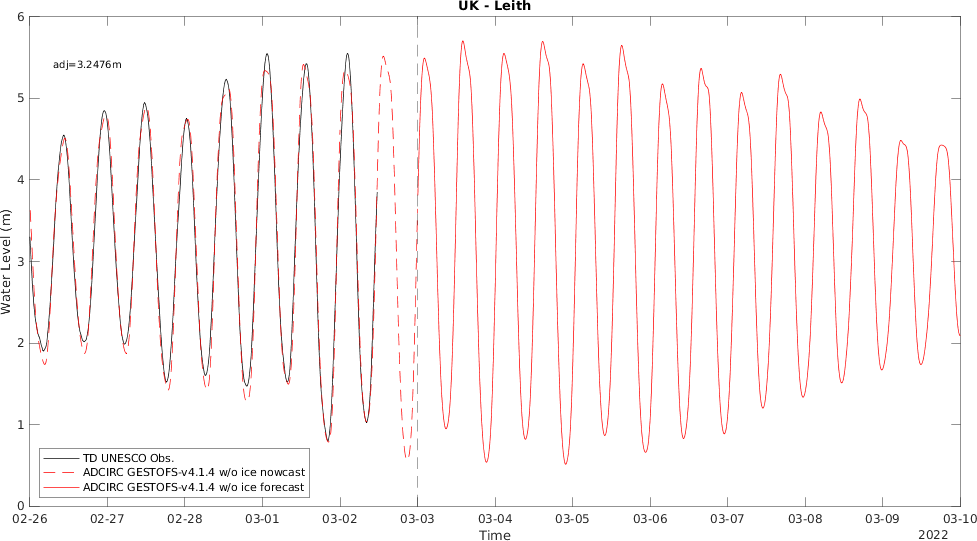 UK - Leith
adj=3.2476m
Water Level (m)
6
5
4
3
2
1
0
TD UNESCO Obs.
ADCIRC GESTOFS-v4.1.4 w/o ice nowcast
ADCIRC GESTOFS-v4.1.4 w/o ice forecast
02-26 02-27 02-28 03-01 03-02 03-03 03-04 03-05 03-06 03-07 03-08 03-09 03-10
Time
2022